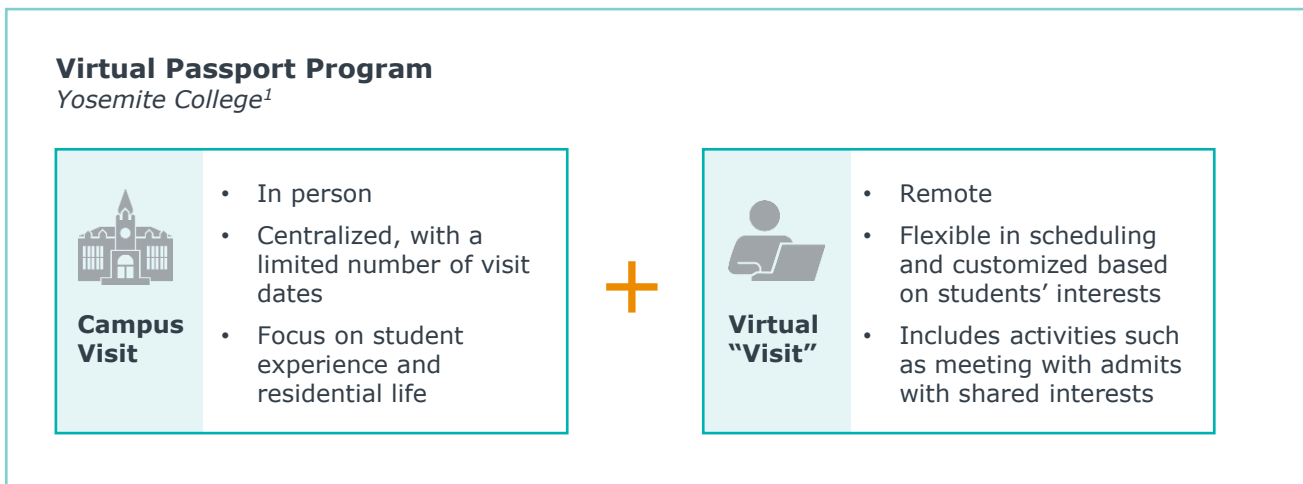 Virtual Passport Program
Yosemite College1
Campus
Visit
• In person
• Centralized, with a
limited number of visit
dates
• Focus on student
experience and
residential life
+
Virtual
“Visit”
• Remote
• Flexible in scheduling
and customized based
on students’ interests
• Includes activities such
as meeting with admits
with shared interests